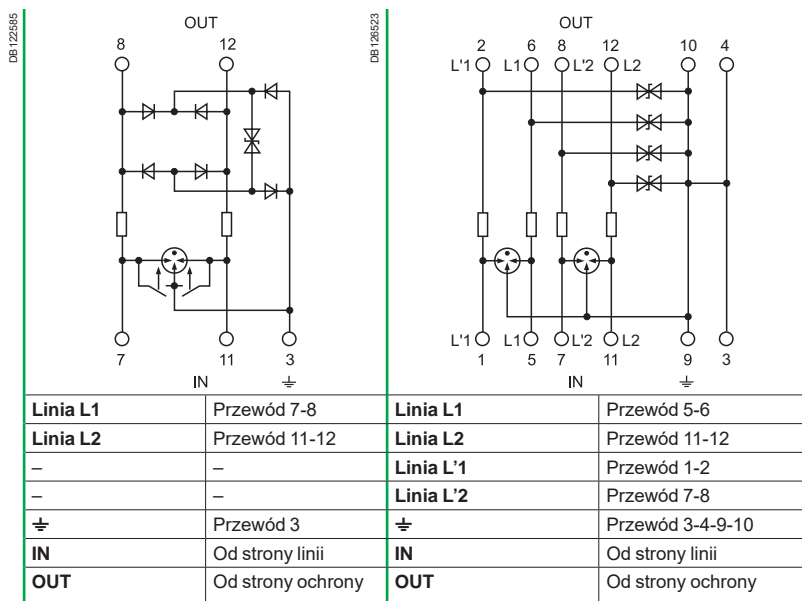 DB122585
OUT
8 12
7 11 3
IN
DB126523
OUT
2 6 8 12 10 4
L'1 L1 L'2 L2
L'1 L1 L'2 L2
1 5 7 11 9 3
IN
Linia L1 Przewód 7-8 Linia L1 Przewód 5-6
Linia L2 Przewód 11-12 Linia L2 Przewód 11-12
– – Linia L'1 Przewód 1-2
– – Linia L'2 Przewód 7-8
⏚ Przewód 3 ⏚ Przewód 3-4-9-10
IN Od strony linii IN Od strony linii
OUT Od strony ochrony OUT Od strony ochrony